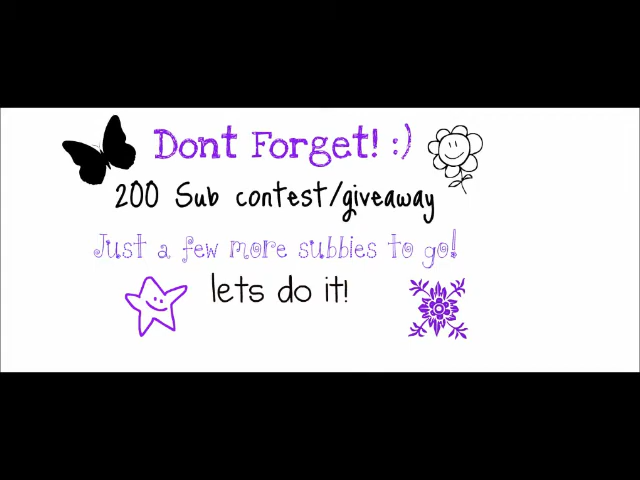 Dont Forget! :)
200 Sub contest/giveaway
Just a few more subbies to go!
lets do it!